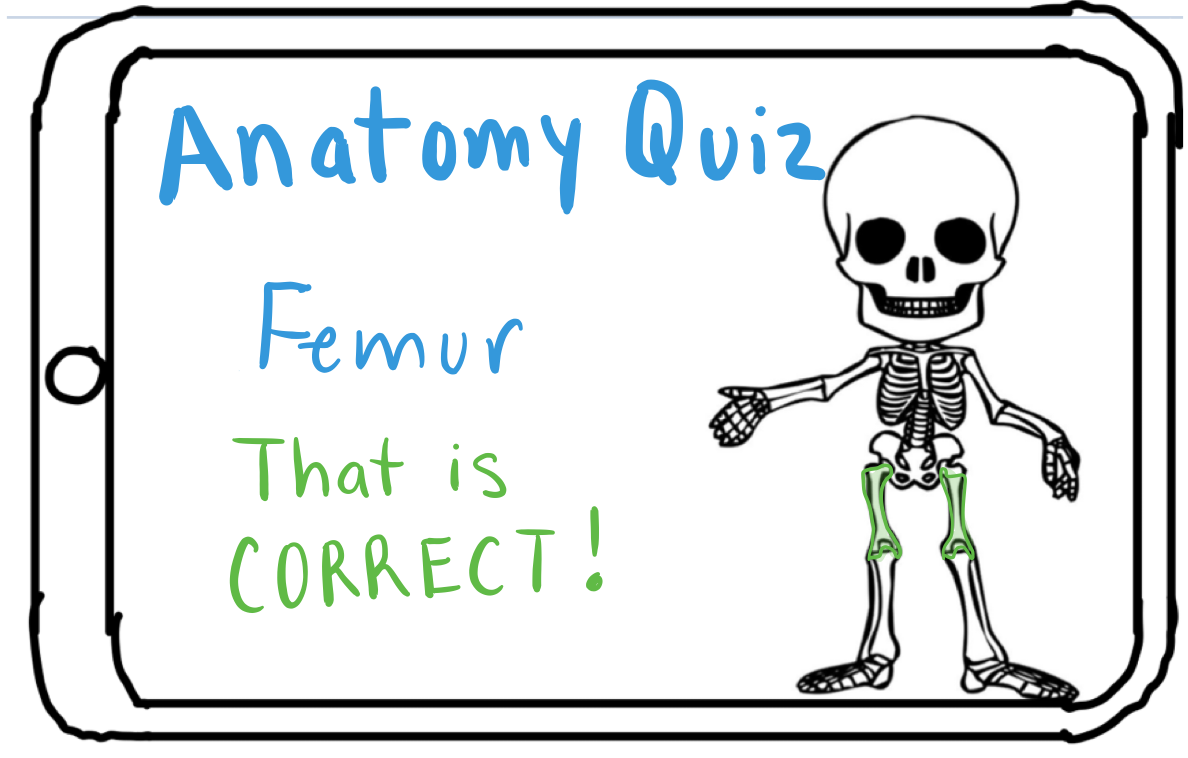 Anatomy Quiz
Femur
That is
CORRECT!